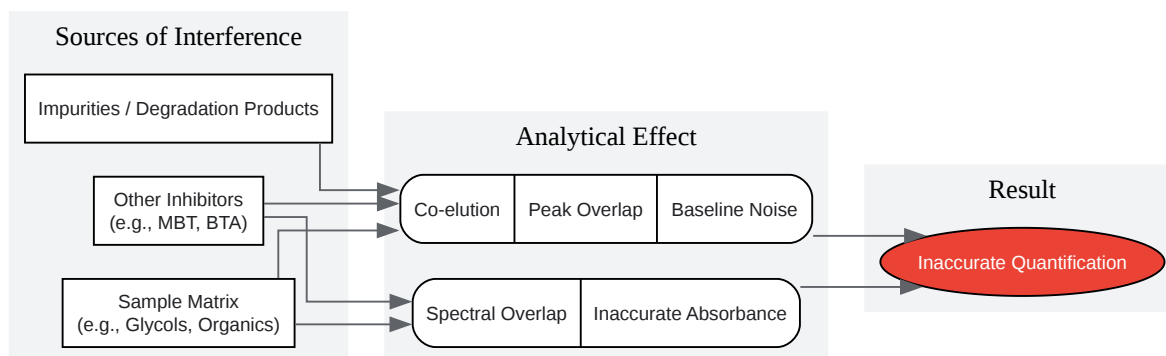 Sources of Interference
Impurities / Degradation Products
Other Inhibitors
(e.g., MBT, BTA)
Sample Matrix
(e.g., Glycols, Organics)
Analytical Effect
Co-elution
Peak Overlap
Baseline Noise
Spectral Overlap
Inaccurate Absorbance
Result
Inaccurate Quantification